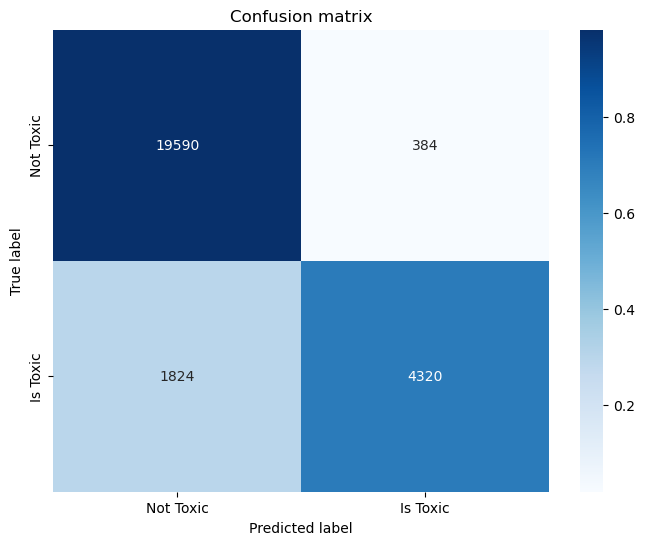 Confusion matrix
True label
Not Toxic
19590
384
Is Toxic
1824
4320
Not Toxic
Is Toxic
Predicted label
0.8
0.6
0.4
0.2